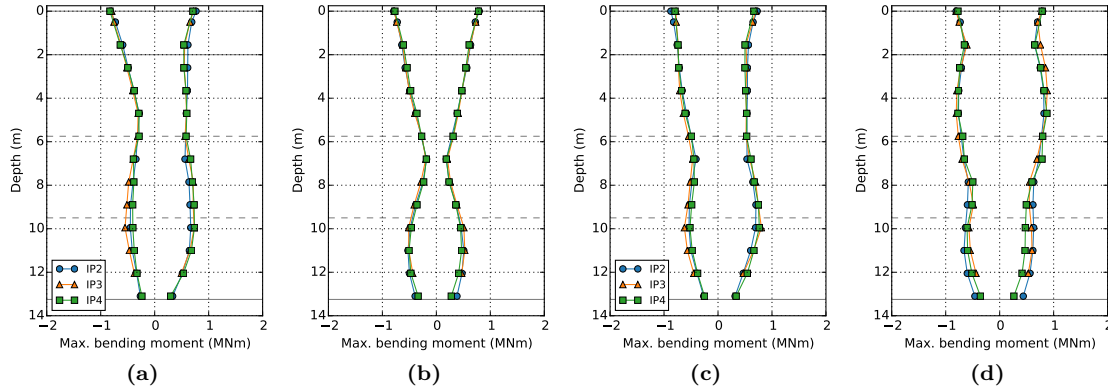 0
2
4
6
8
10
12
14
Depth (m)
−2 −1 0 1 2
Max. bending moment (MNm)
IP2
IP3
IP4
(a)
0
2
4
6
8
10
12
14
Depth (m)
−2 −1 0 1 2
Max. bending moment (MNm)
(b)
0
2
4
6
8
10
12
14
Depth (m)
−2 −1 0 1 2
Max. bending moment (MNm)
IP2
IP3
IP4
(c)
0
2
4
6
8
10
12
14
Depth (m)
−2 −1 0 1 2
Max. bending moment (MNm)
(d)